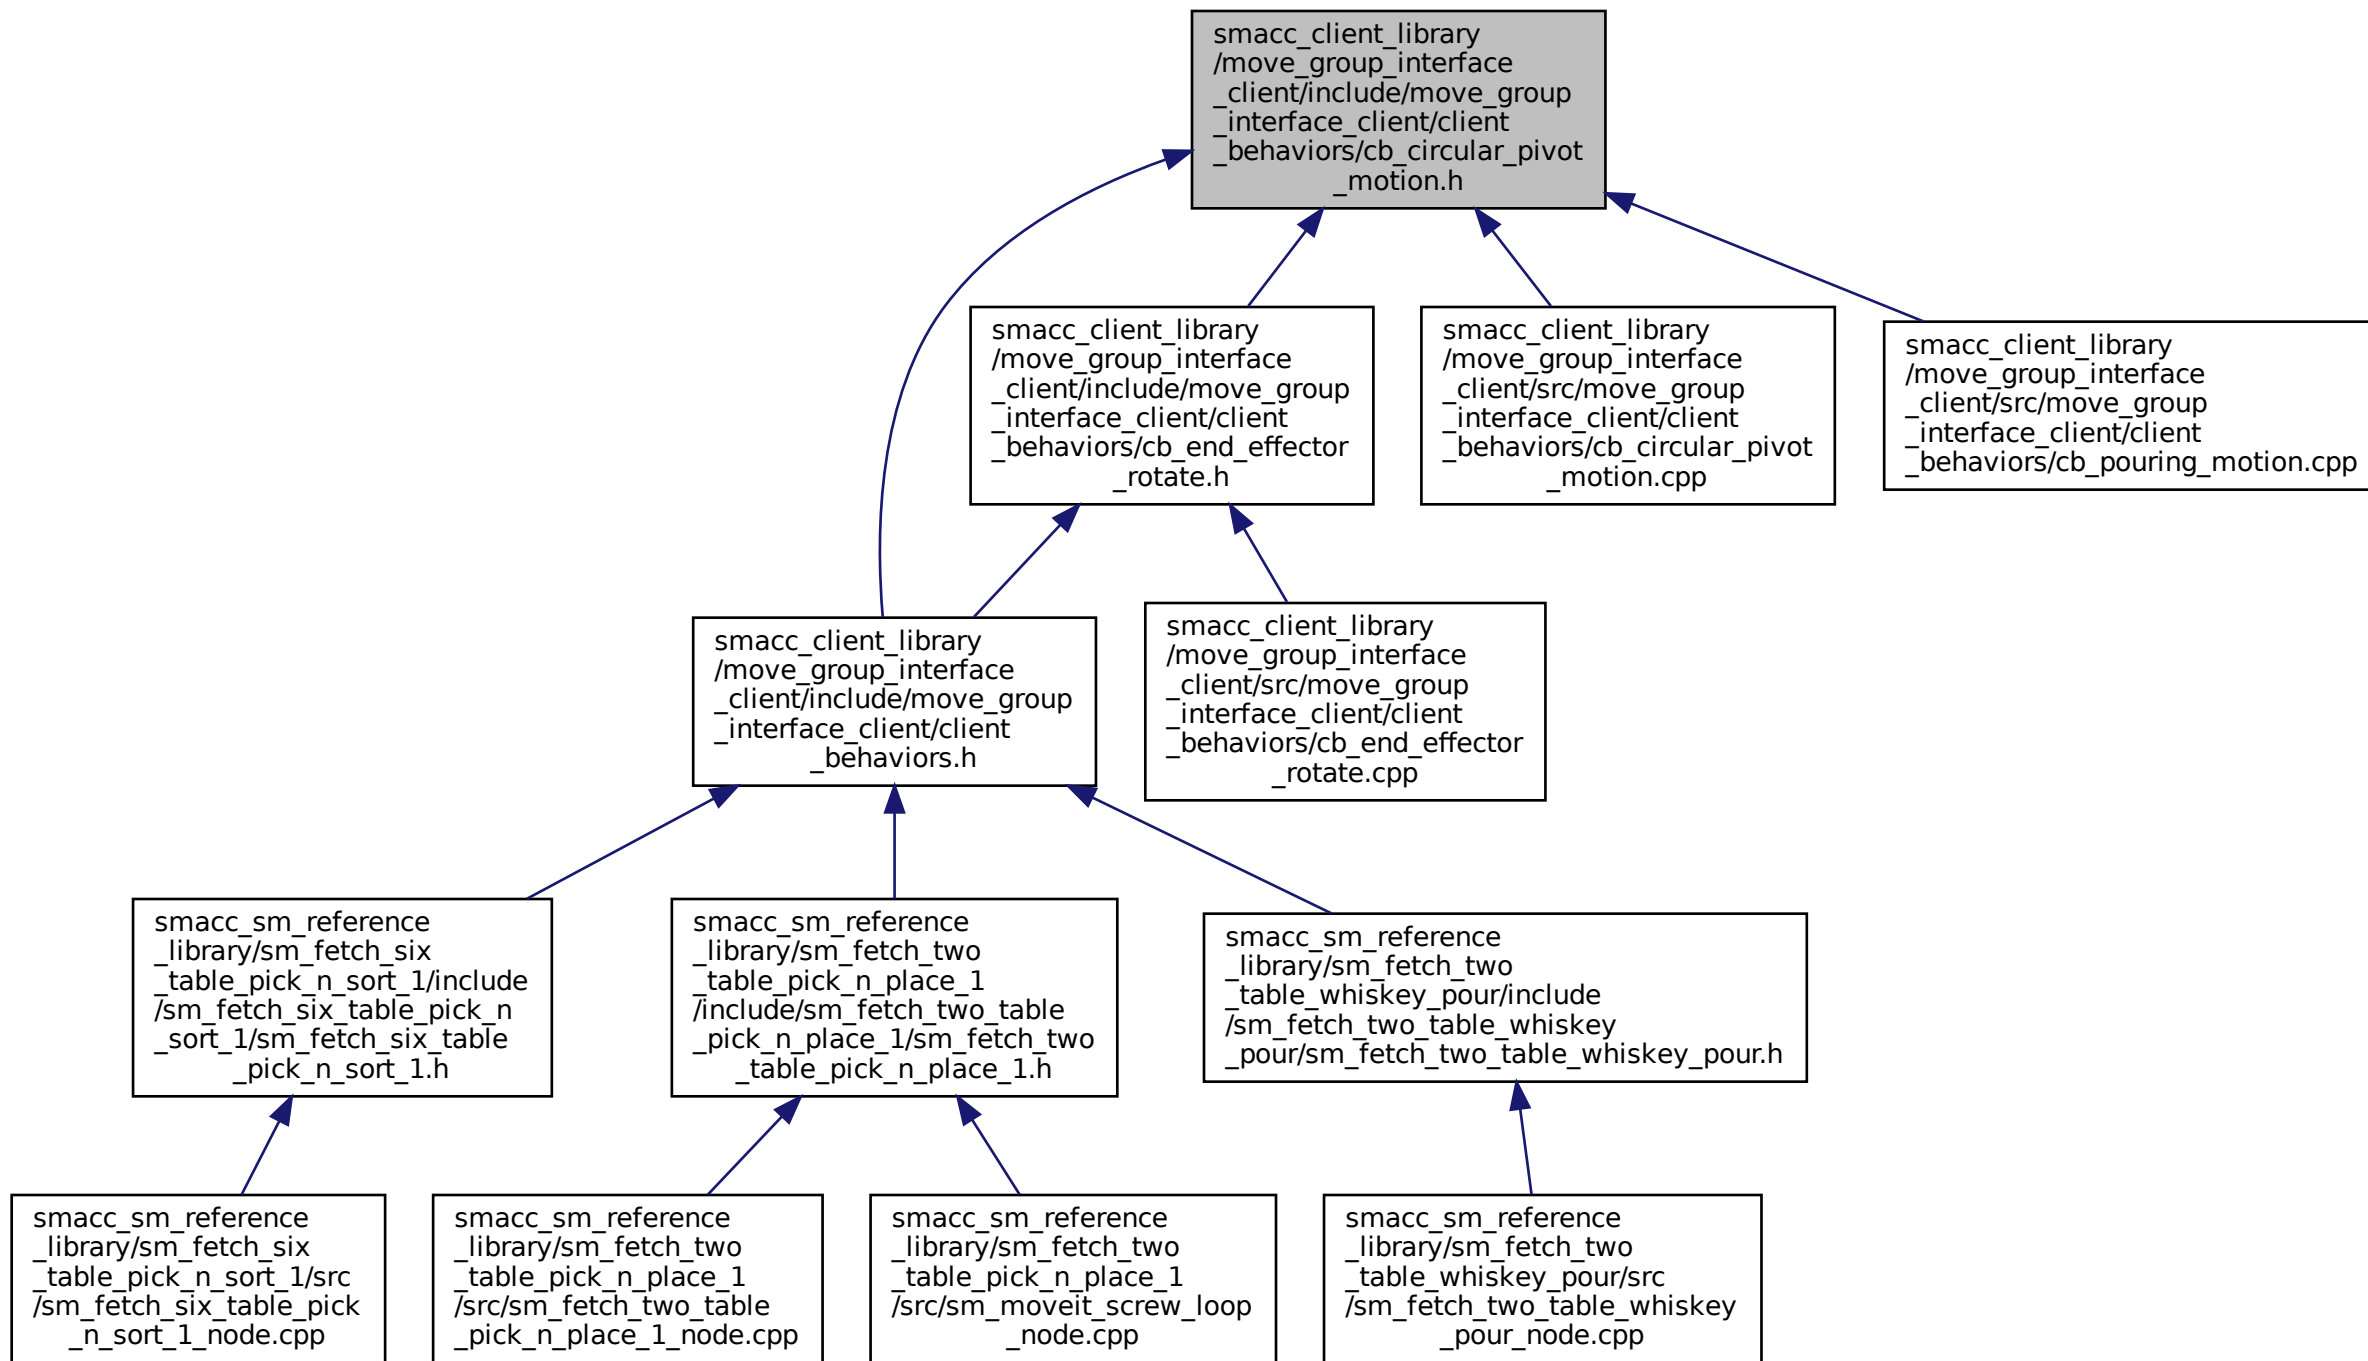 smacc_client_library
/move_group_interface
_client/include/move_group
_interface_client/client
_behaviors/cb_circular_pivot
_motion.h
smacc_client_library
/move_group_interface
_client/include/move_group
_interface_client/client
_behaviors/cb_end_effector
_rotate.h
smacc_client_library
/move_group_interface
_client/src/move_group
_interface_client/client
_behaviors/cb_circular_pivot
_motion.cpp
smacc_client_library
/move_group_interface
_client/src/move_group
_interface_client/client
_behaviors/cb_pouring_motion.cpp
smacc_client_library
/move_group_interface
_client/include/move_group
_interface_client/client
_behaviors.h
smacc_client_library
/move_group_interface
_client/src/move_group
_interface_client/client
_behaviors/cb_end_effector
_rotate.cpp
smacc_sm_reference
_library/sm_fetch_six
_table_pick_n_sort_1/include
/sm_fetch_six_table_pick_n
_sort_1/sm_fetch_six_table
_pick_n_sort_1.h
smacc_sm_reference
_library/sm_fetch_two
_table_pick_n_place_1
/include/sm_fetch_two_table
_pick_n_place_1/sm_fetch_two
_table_pick_n_place_1.h
smacc_sm_reference
_library/sm_fetch_two
_table_whiskey_pour/include
/sm_fetch_two_table_whiskey
_pour/sm_fetch_two_table_whiskey_pour.h
smacc_sm_reference
_library/sm_fetch_six
_table_pick_n_sort_1/src
/sm_fetch_six_table_pick
_n_sort_1_node.cpp
smacc_sm_reference
_library/sm_fetch_two
_table_pick_n_place_1
/src/sm_fetch_two_table
_pick_n_place_1_node.cpp
smacc_sm_reference
_library/sm_fetch_two
_table_pick_n_place_1
/src/sm_moveit_screw_loop
_node.cpp
smacc_sm_reference
_library/sm_fetch_two
_table_whiskey_pour/src
/sm_fetch_two_table_whiskey
_pour_node.cpp